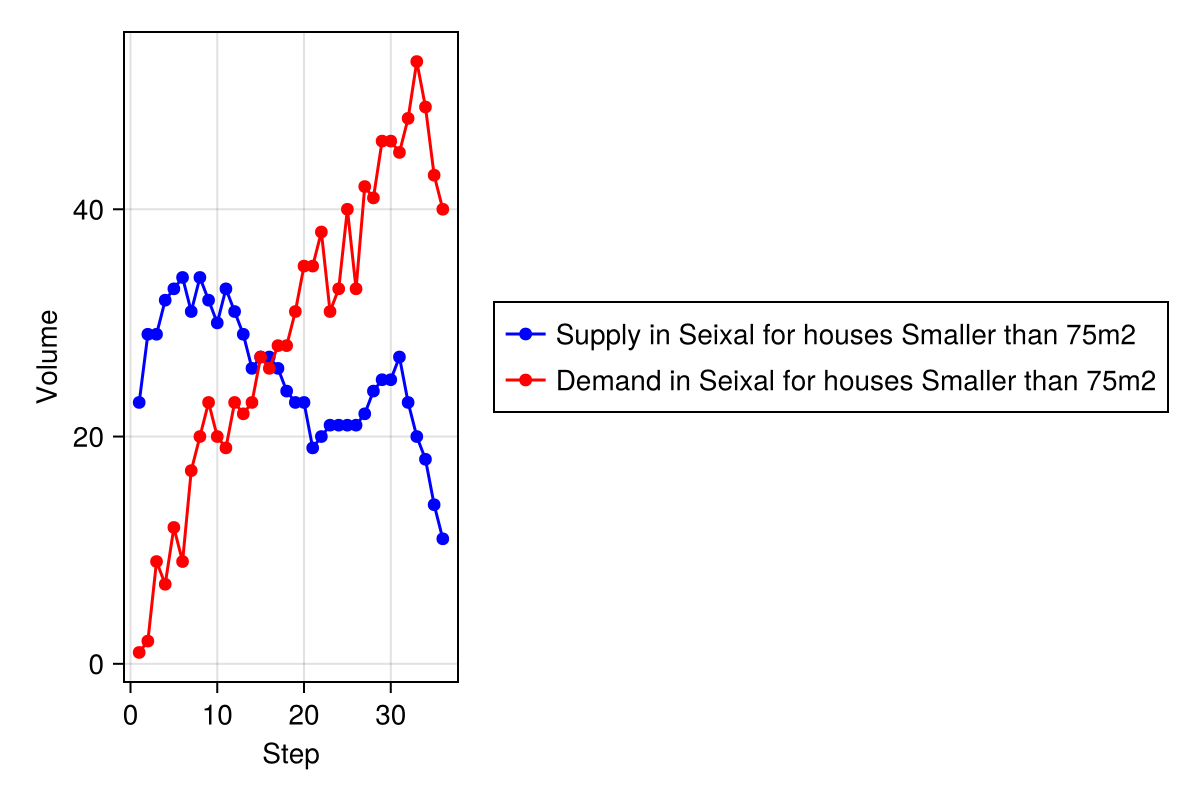 Volume
40
20
0
0 10 20 30
Step
Supply in Seixal for houses Smaller than 75m2
Demand in Seixal for houses Smaller than 75m2